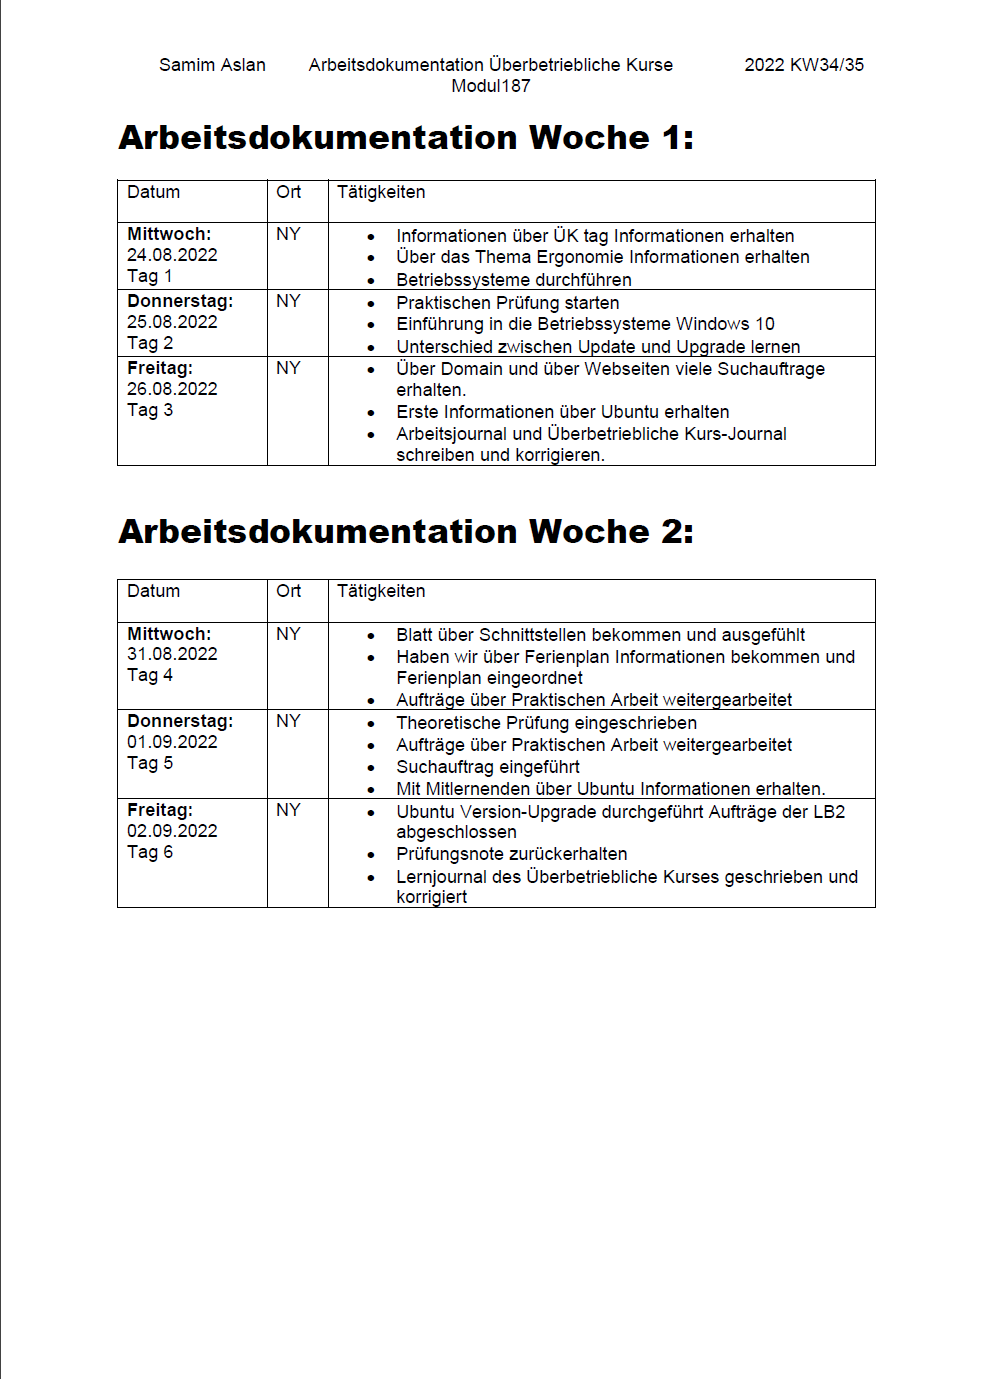 Samim Aslan Arbeitsdokumentation Überbetriebliche Kurse 2022 KW34/35
Modul187
Arbeitsdokumentation Woche 1:
Datum Ort Tätigkeiten
Mittwoch: NY • Informationen über ÜK tag Informationen erhalten
24.08.2022 • Über das Thema Ergonomie Informationen erhalten
Tag 1 • Betriebssysteme durchführen
Donnerstag: NY • Praktischen Prüfung starten
25.08.2022 • Einführung in die Betriebssysteme Windows 10
Tag 2 • Unterschied zwischen Update und Upgrade lernen
Freitag: NY • Über Domain und über Webseiten viele Suchauftrage
26.08.2022 erhalten.
Tag 3 • Erste Informationen über Ubuntu erhalten
• Arbeitsjournal und Überbetriebliche Kurs-Journal
schreiben und korrigieren.
Arbeitsdokumentation Woche 2:
Datum Ort Tätigkeiten
Mittwoch: NY • Blatt über Schnittstellen bekommen und ausgefühlt
31.08.2022 • Haben wir über Ferienplan Informationen bekommen und
Tag 4 Ferienplan eingeordnet
• Aufträge über Praktischen Arbeit weitergearbeitet
Donnerstag: NY • Theoretische Prüfung eingeschrieben
01.09.2022 • Aufträge über Praktischen Arbeit weitergearbeitet
Tag 5 • Suchauftrag eingeführt
• Mit Mitlernenden über Ubuntu Informationen erhalten.
Freitag: NY • Ubuntu Version-Upgrade durchgeführt Aufträge der LB2
02.09.2022 abgeschlossen
Tag 6 • Prüfungsnote zurückerhalten
• Lernjournal des Überbetriebliche Kurses geschrieben und
korrigiert